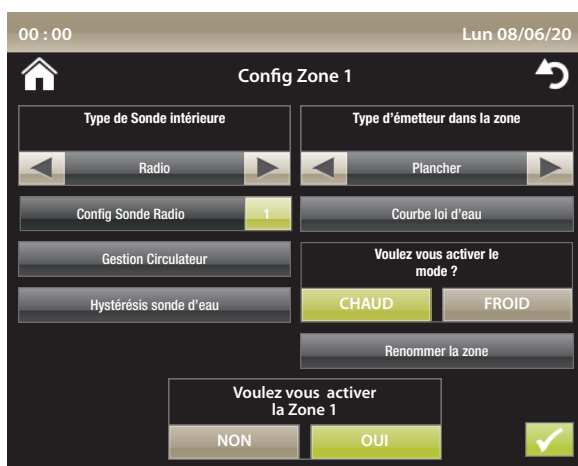 00 : 00
Lun 08/06/20
Config Zone 1
Type de Sonde intérieure
Type d'émetteur dans la zone
Radio
Plancher
Config Sonde Radio
1
Courbe loi d'eau
Gestion Circulateur
Voulez vous activer le
mode ?
Hystérésis sonde d'eau
CHAUD
FROID
Renommer la zone
Voulez vous activer
la Zone 1
NON
OUI